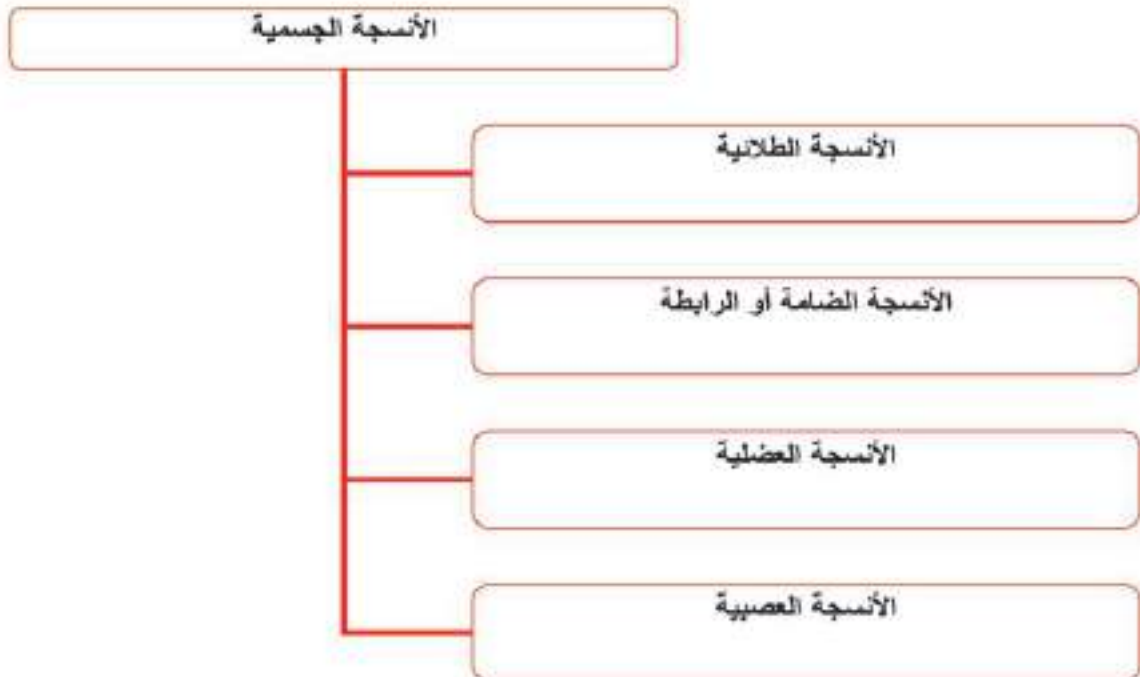 الأنسجة الجسمية
الأنسجة الطلائية
الأنسجة الضامة أو الرابطة
الأنسجة العضلية
الأنسجة العصبية